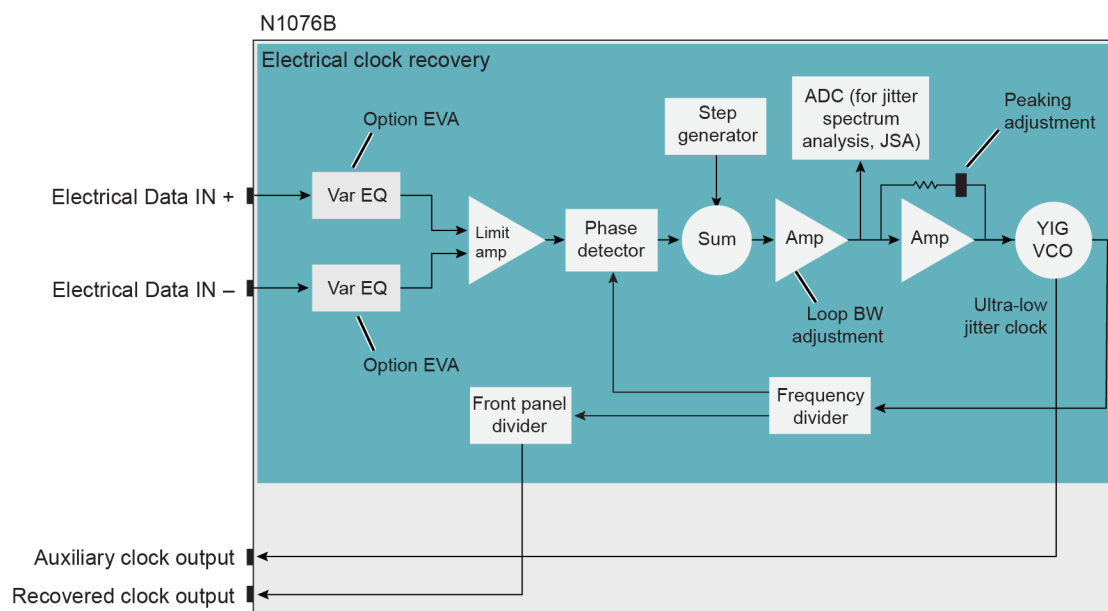 N1076B
Electrical clock recovery
Option EVA
Step
generator
ADC (for jitter
spectrum
analysis, JSA)
Peaking
adjustment
Electrical Data IN +
Var EQ
Limit
amp
Phase
detector
Sum
Amp
Amp
YIG
VCO
Electrical Data IN –
Var EQ
Loop BW
adjustment
Ultra-low
jitter clock
Option EVA
Front panel
divider
Frequency
divider
Auxiliary clock output
Recovered clock output